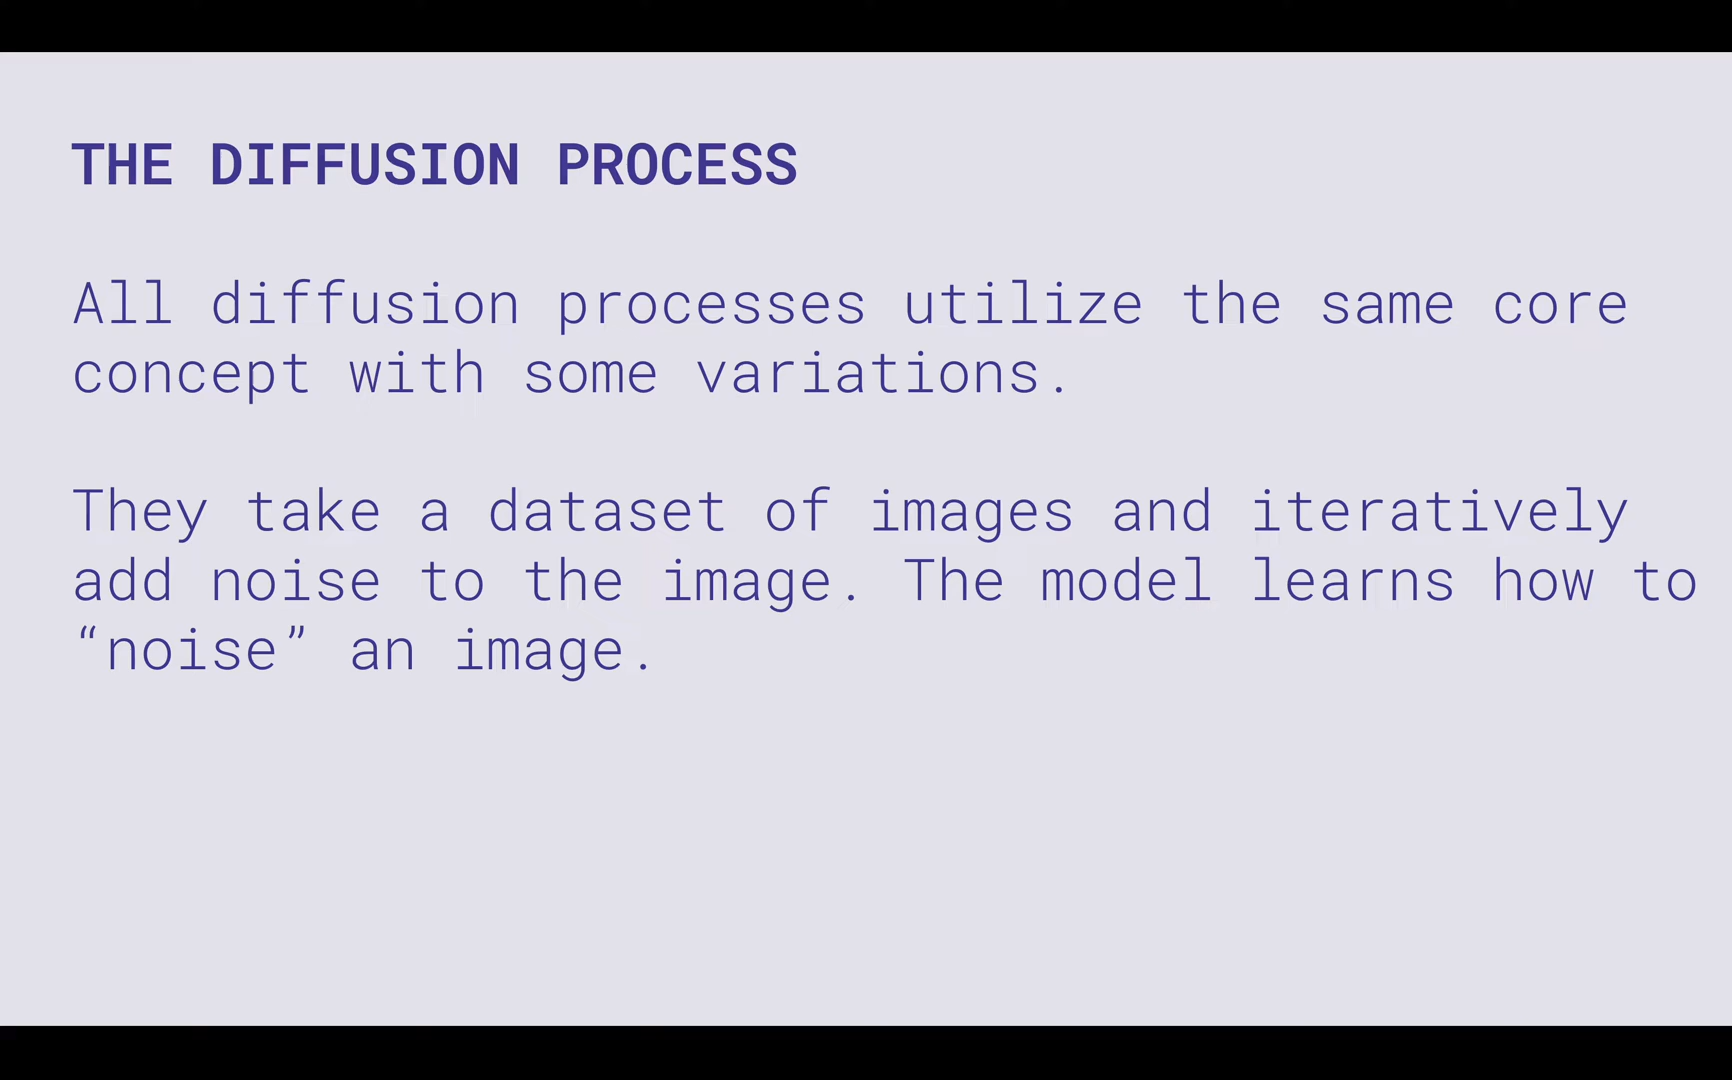 THE DIFFUSION PROCESS
All diffusion processes utilize the same core
concept with some variations.
They take a dataset of images and iteratively
add noise to the image. The model learns how to
“noise” an image.